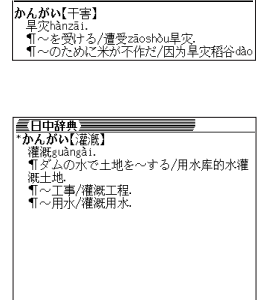 かんがい【干害】
旱灾hànzāi.
¶～を受ける/遭受zāoshòu旱灾.
¶～のために米が不作だ/因为旱灾稻谷dào
日中辞典
*かんがい【灌漑】
灌溉guàngài.
¶ダムの水で土地を～する/用水库的水灌
溉土地.
¶～工事/灌溉工程.
¶～用水/灌溉用水.